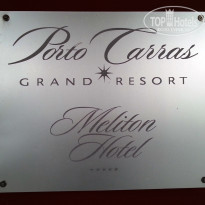 TOP Hotels
Porto Carras
GRAND RESORT
Meliton
Hotel